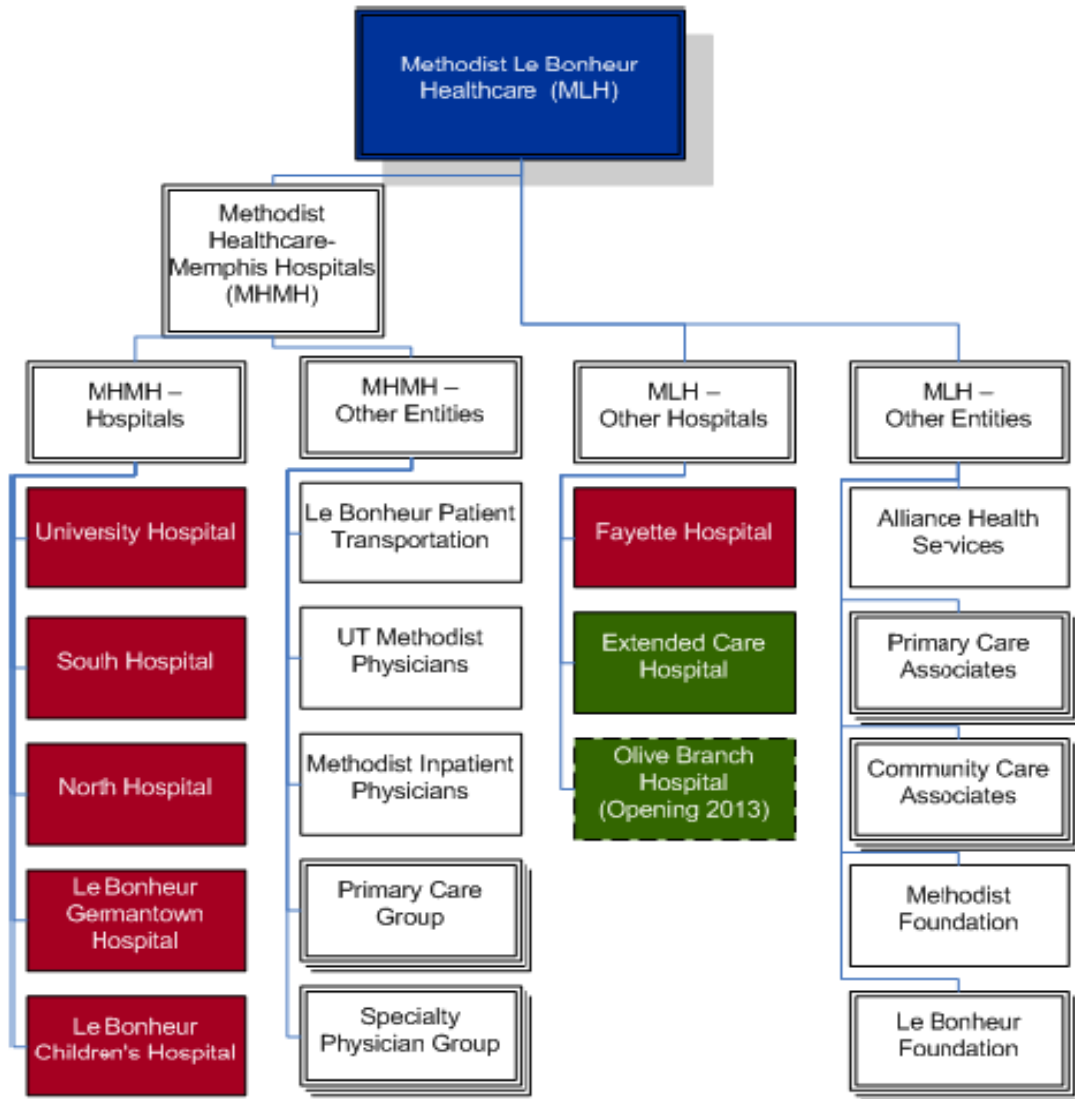 Methodist Le Bonheur
Healthcare (MLH)
Methodist
Healthcare-
Memphis Hospitals
(MHMH)
MHMH –
Hospitals
MHMH –
Other Entities
MLH –
Other Hospitals
MLH –
Other Entities
University Hospital
South Hospital
North Hospital
Le Bonheur
Germantown
Hospital
Le Bonheur
Children's Hospital
Le Bonheur Patient
Transportation
UT Methodist
Physicians
Methodist Inpatient
Physicians
Primary Care
Group
Specialty
Physician Group
Fayette Hospital
Extended Care
Hospital
Olive Branch
Hospital
(Opening 2013)
Alliance Health
Services
Primary Care
Associates
Community Care
Associates
Methodist
Foundation
Le Bonheur
Foundation